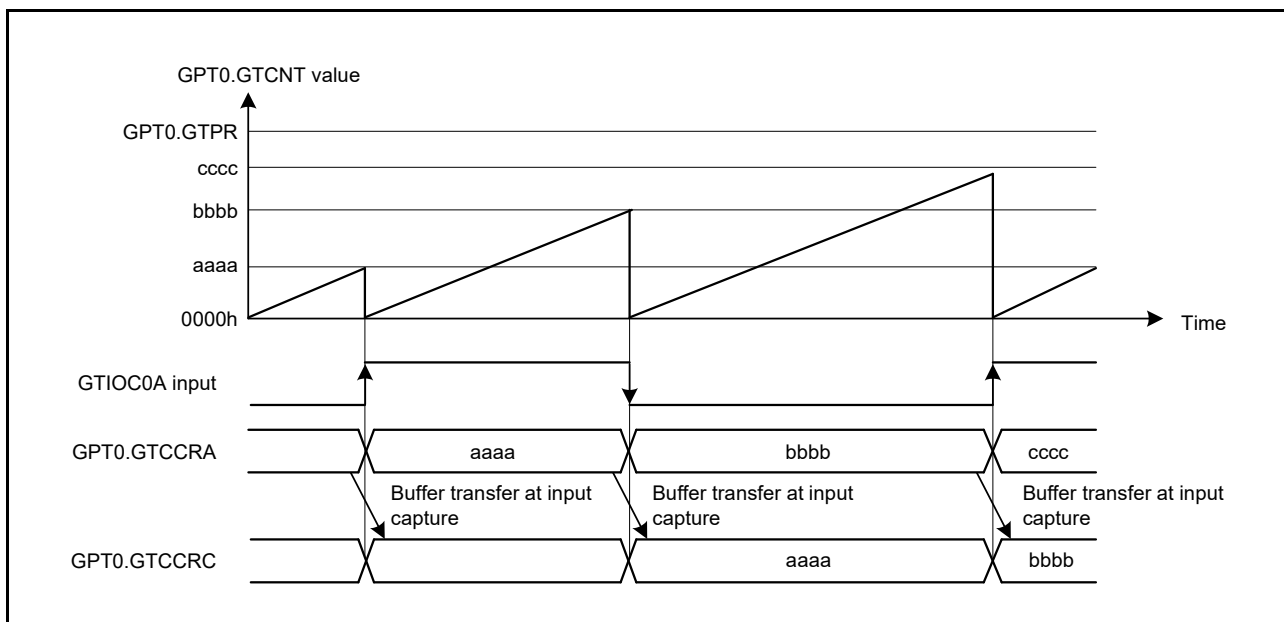 GPT0.GTCNT value
GPT0.GTPR
cccc
bbbb
aaaa
0000h
Time
GTIOC0A input
GPT0.GTCCRA
aaaa
bbbb
cccc
Buffer transfer at input
capture
Buffer transfer at input
capture
Buffer transfer at input
capture
GPT0.GTCCRC
aaaa
bbbb